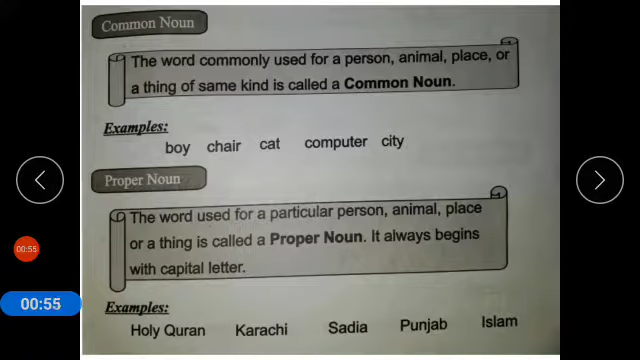 Common Noun
The word commonly used for a person, animal, place, or
a thing of same kind is called a Common Noun.
Examples:
boy chair cat computer city
Proper Noun
The word used for a particular person, animal, place
or a thing is called a Proper Noun. It always begins
with capital letter.
Examples:
Holy Quran Karachi Sadia Punjab Islam
00:55
00:55